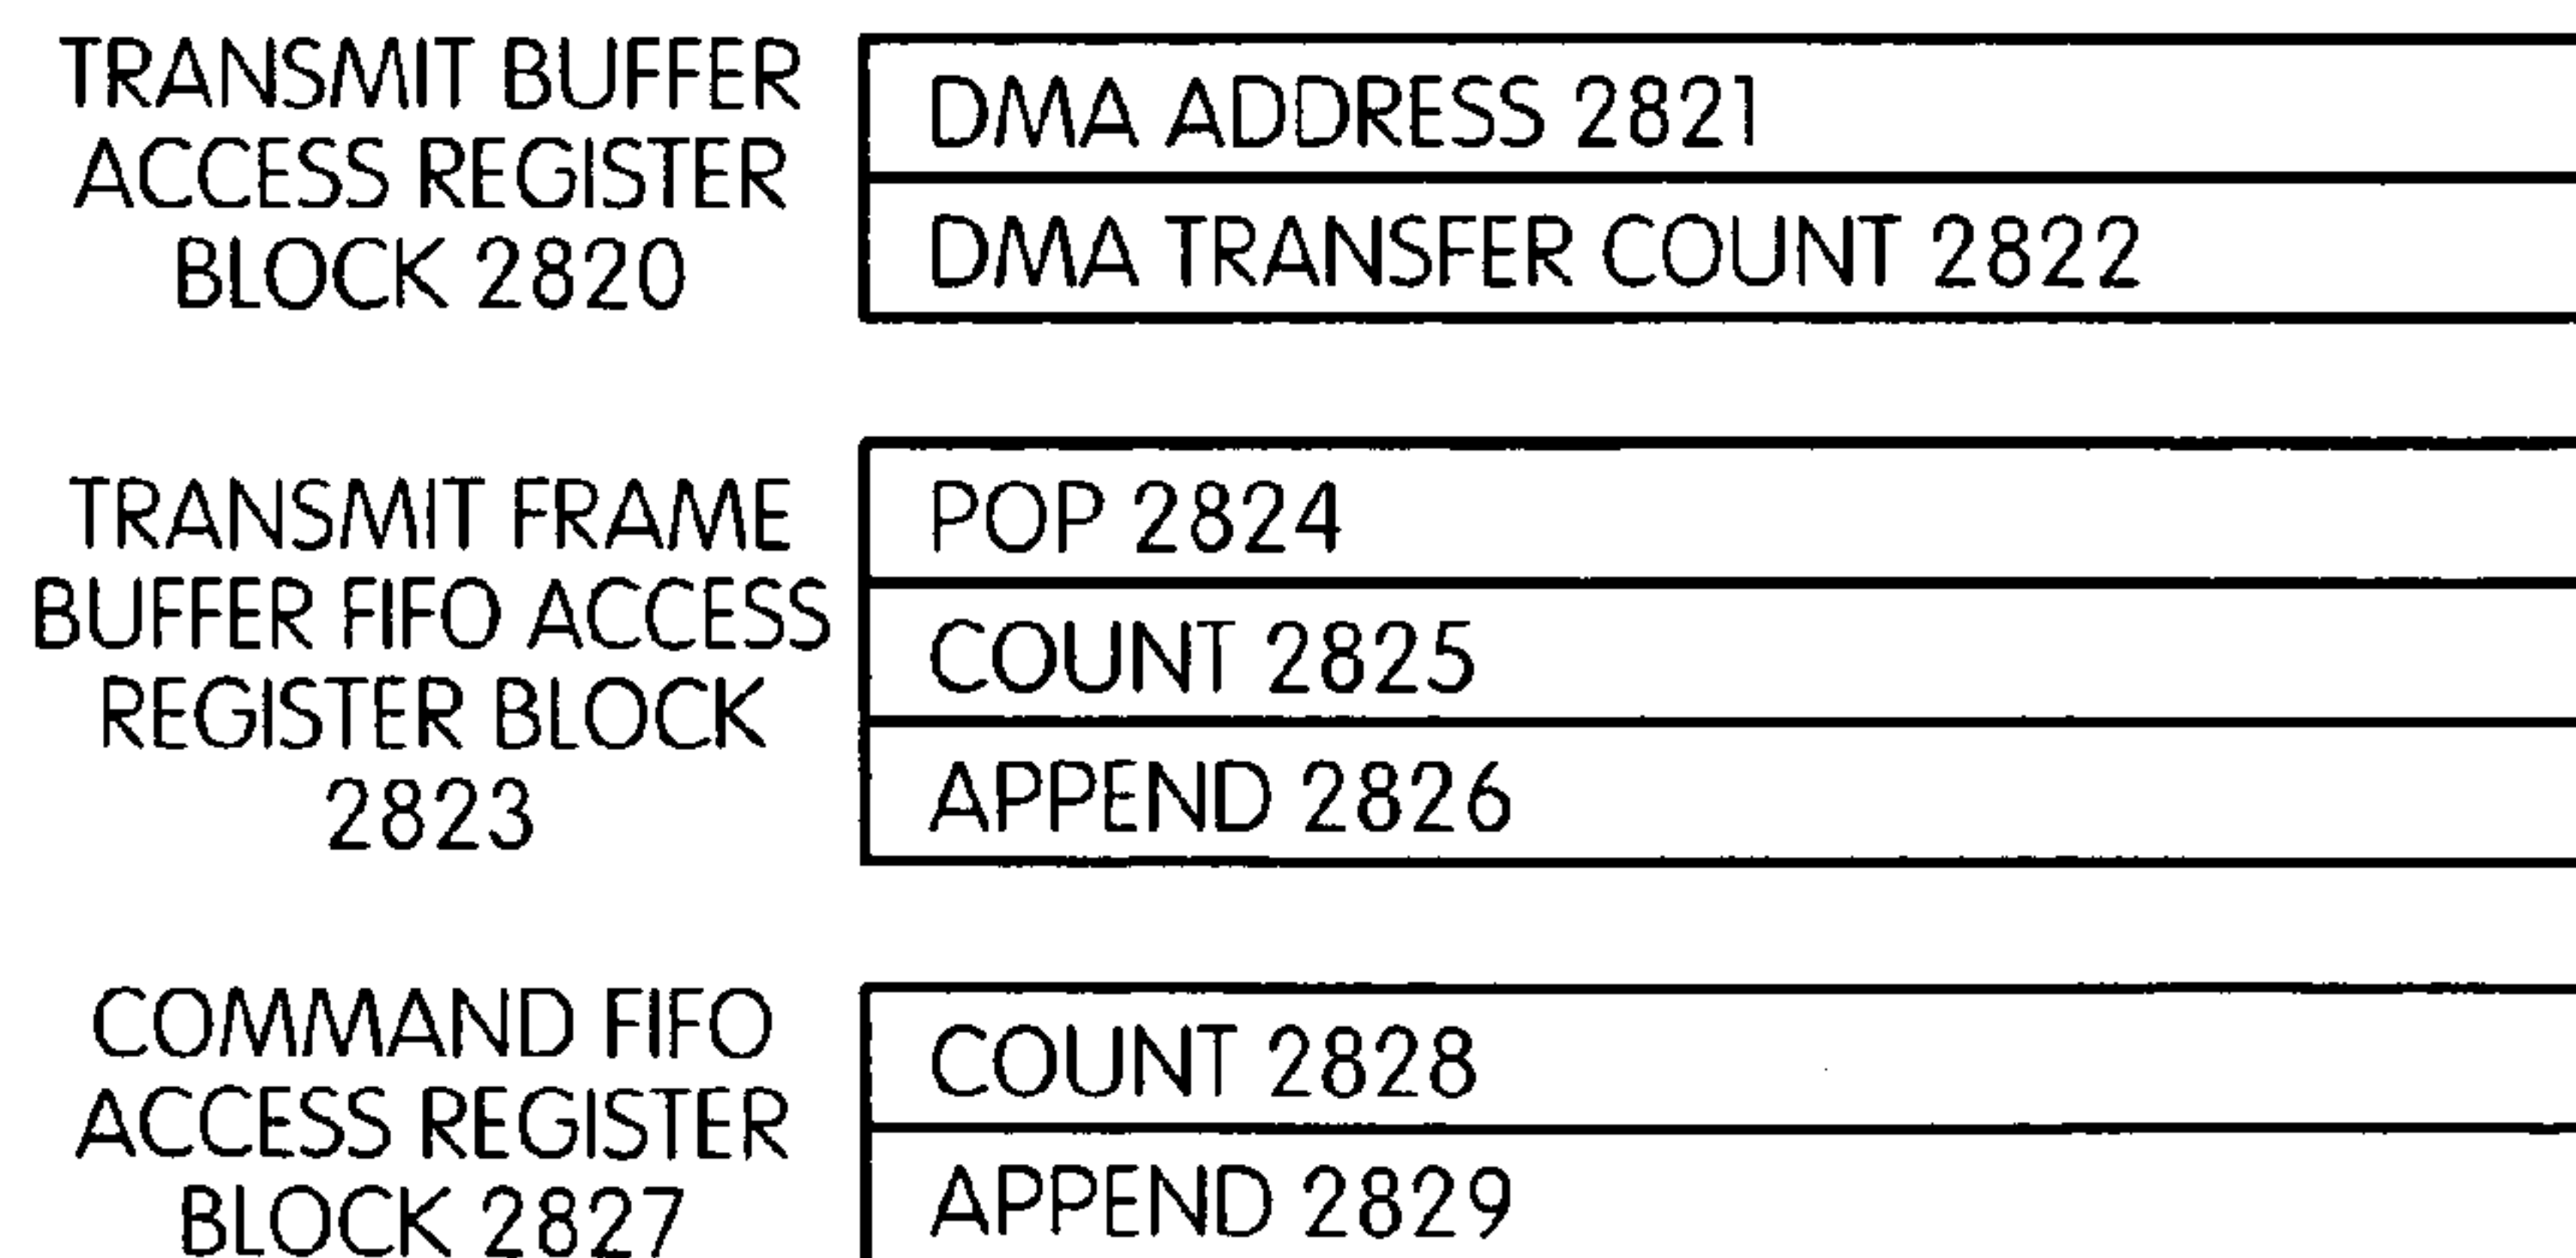 TRANSMIT BUFFER
ACCESS REGISTER
BLOCK 2820
DMA ADDRESS 2821
DMA TRANSFER COUNT 2822
TRANSMIT FRAME
BUFFER FIFO ACCESS
REGISTER BLOCK
2823
POP 2824
COUNT 2825
APPEND 2826
COMMAND FIFO
ACCESS REGISTER
BLOCK 2827
COUNT 2828
APPEND 2829